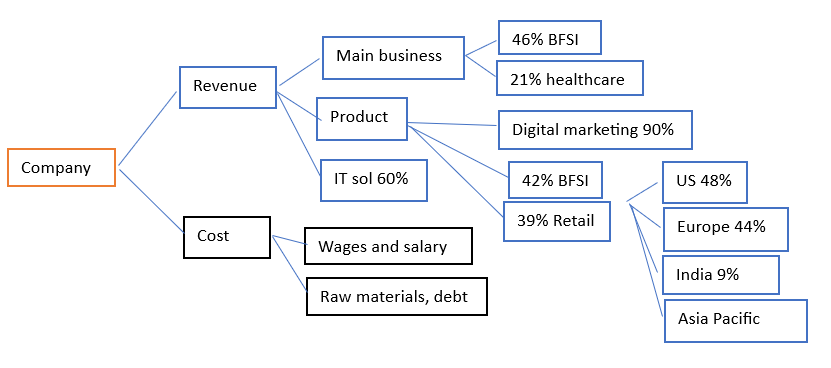 Company
Revenue
Main business
46% BFSI
21% healthcare
Product
Digital marketing 90%
42% BFSI
39% Retail
US 48%
Europe 44%
India 9%
Asia Pacific
IT sol 60%
Cost
Wages and salary
Raw materials, debt